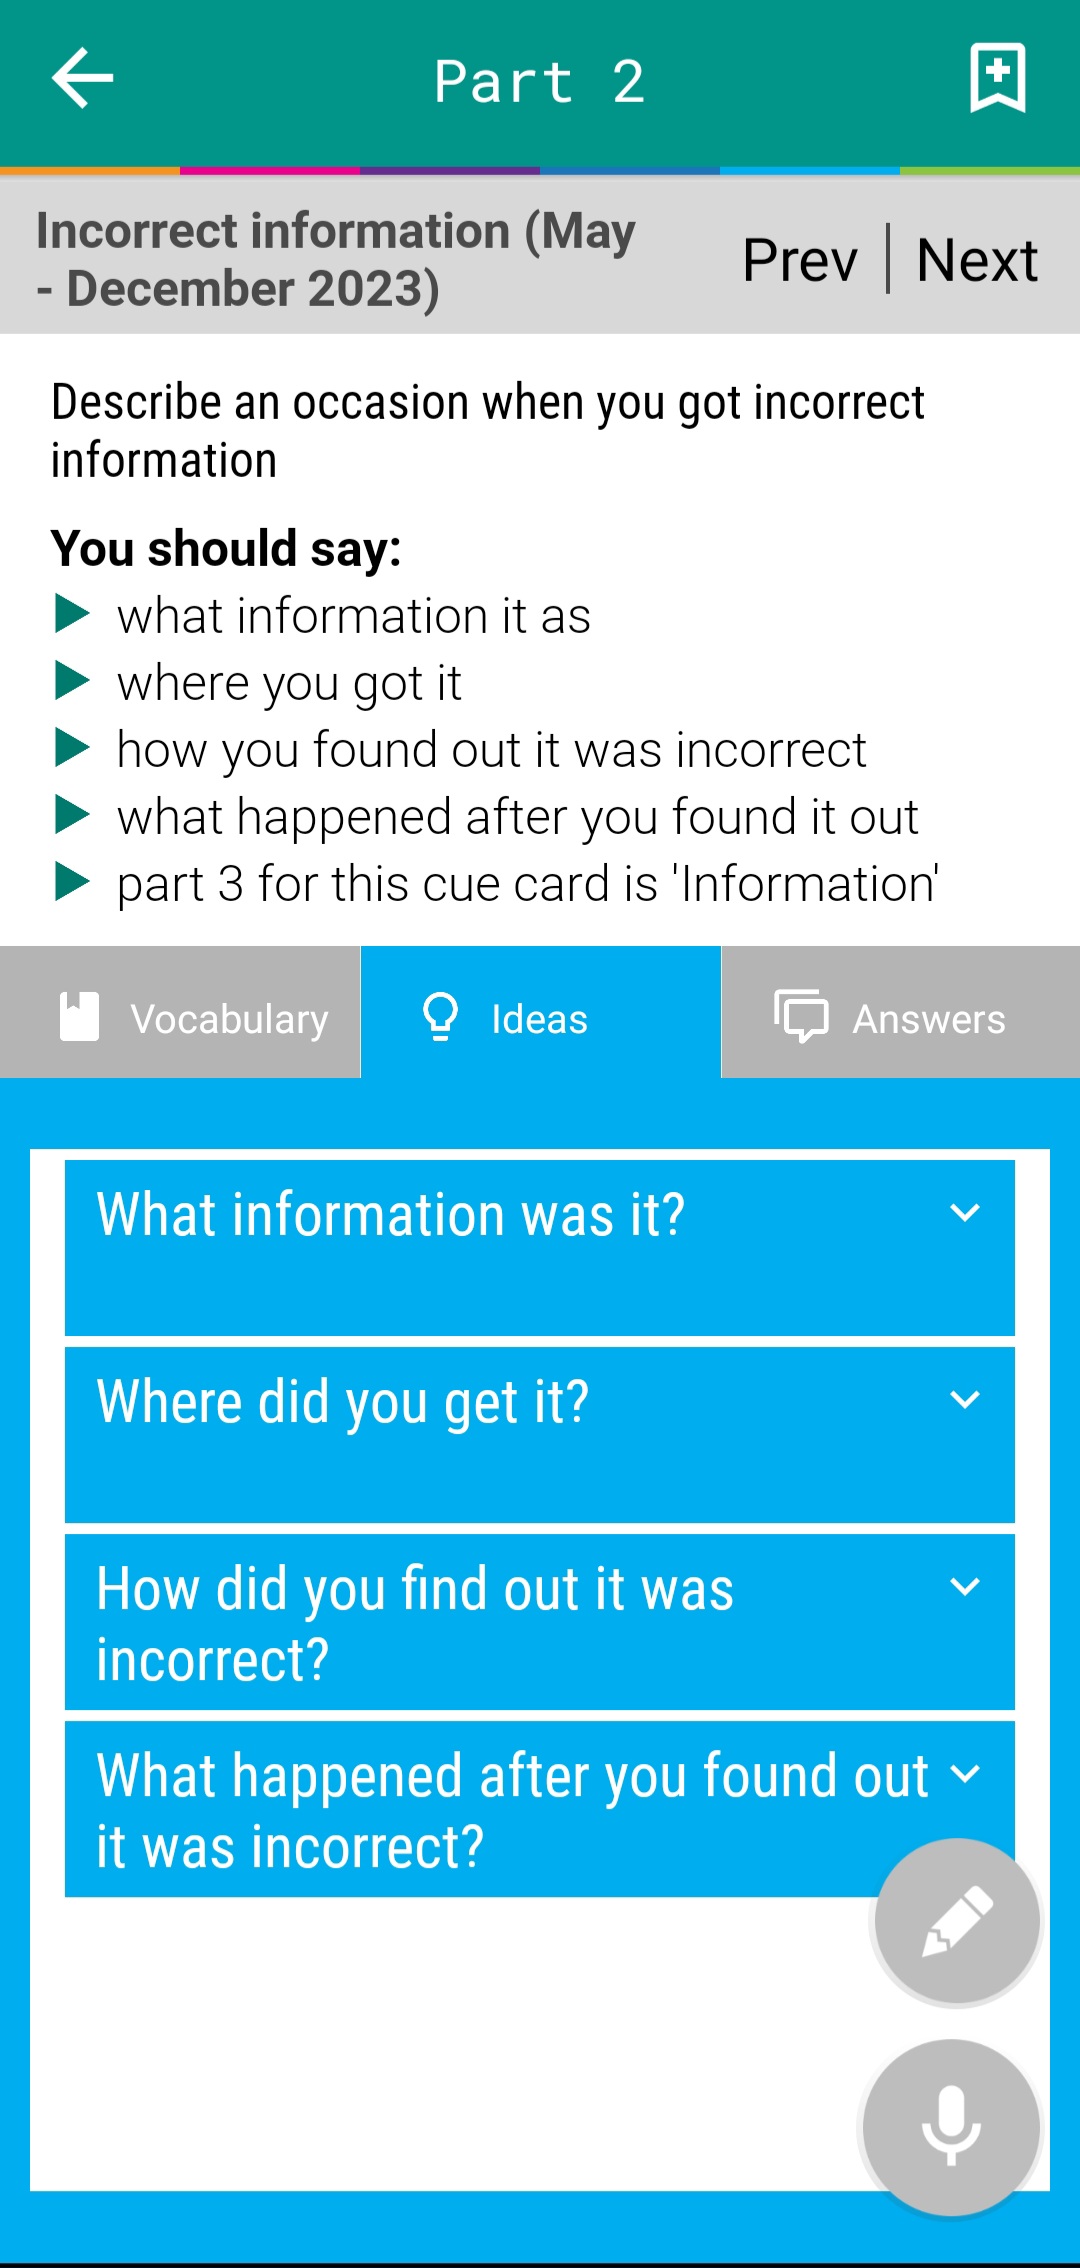 Part 2
Incorrect information (May
- December 2023)
Prev | Next
Describe an occasion when you got incorrect
information
You should say:
what information it as
where you got it
how you found out it was incorrect
what happened after you found it out
part 3 for this cue card is 'Information'
Vocabulary
Ideas
Answers
What information was it?
Where did you get it?
How did you find out it was
incorrect?
What happened after you found out
it was incorrect?